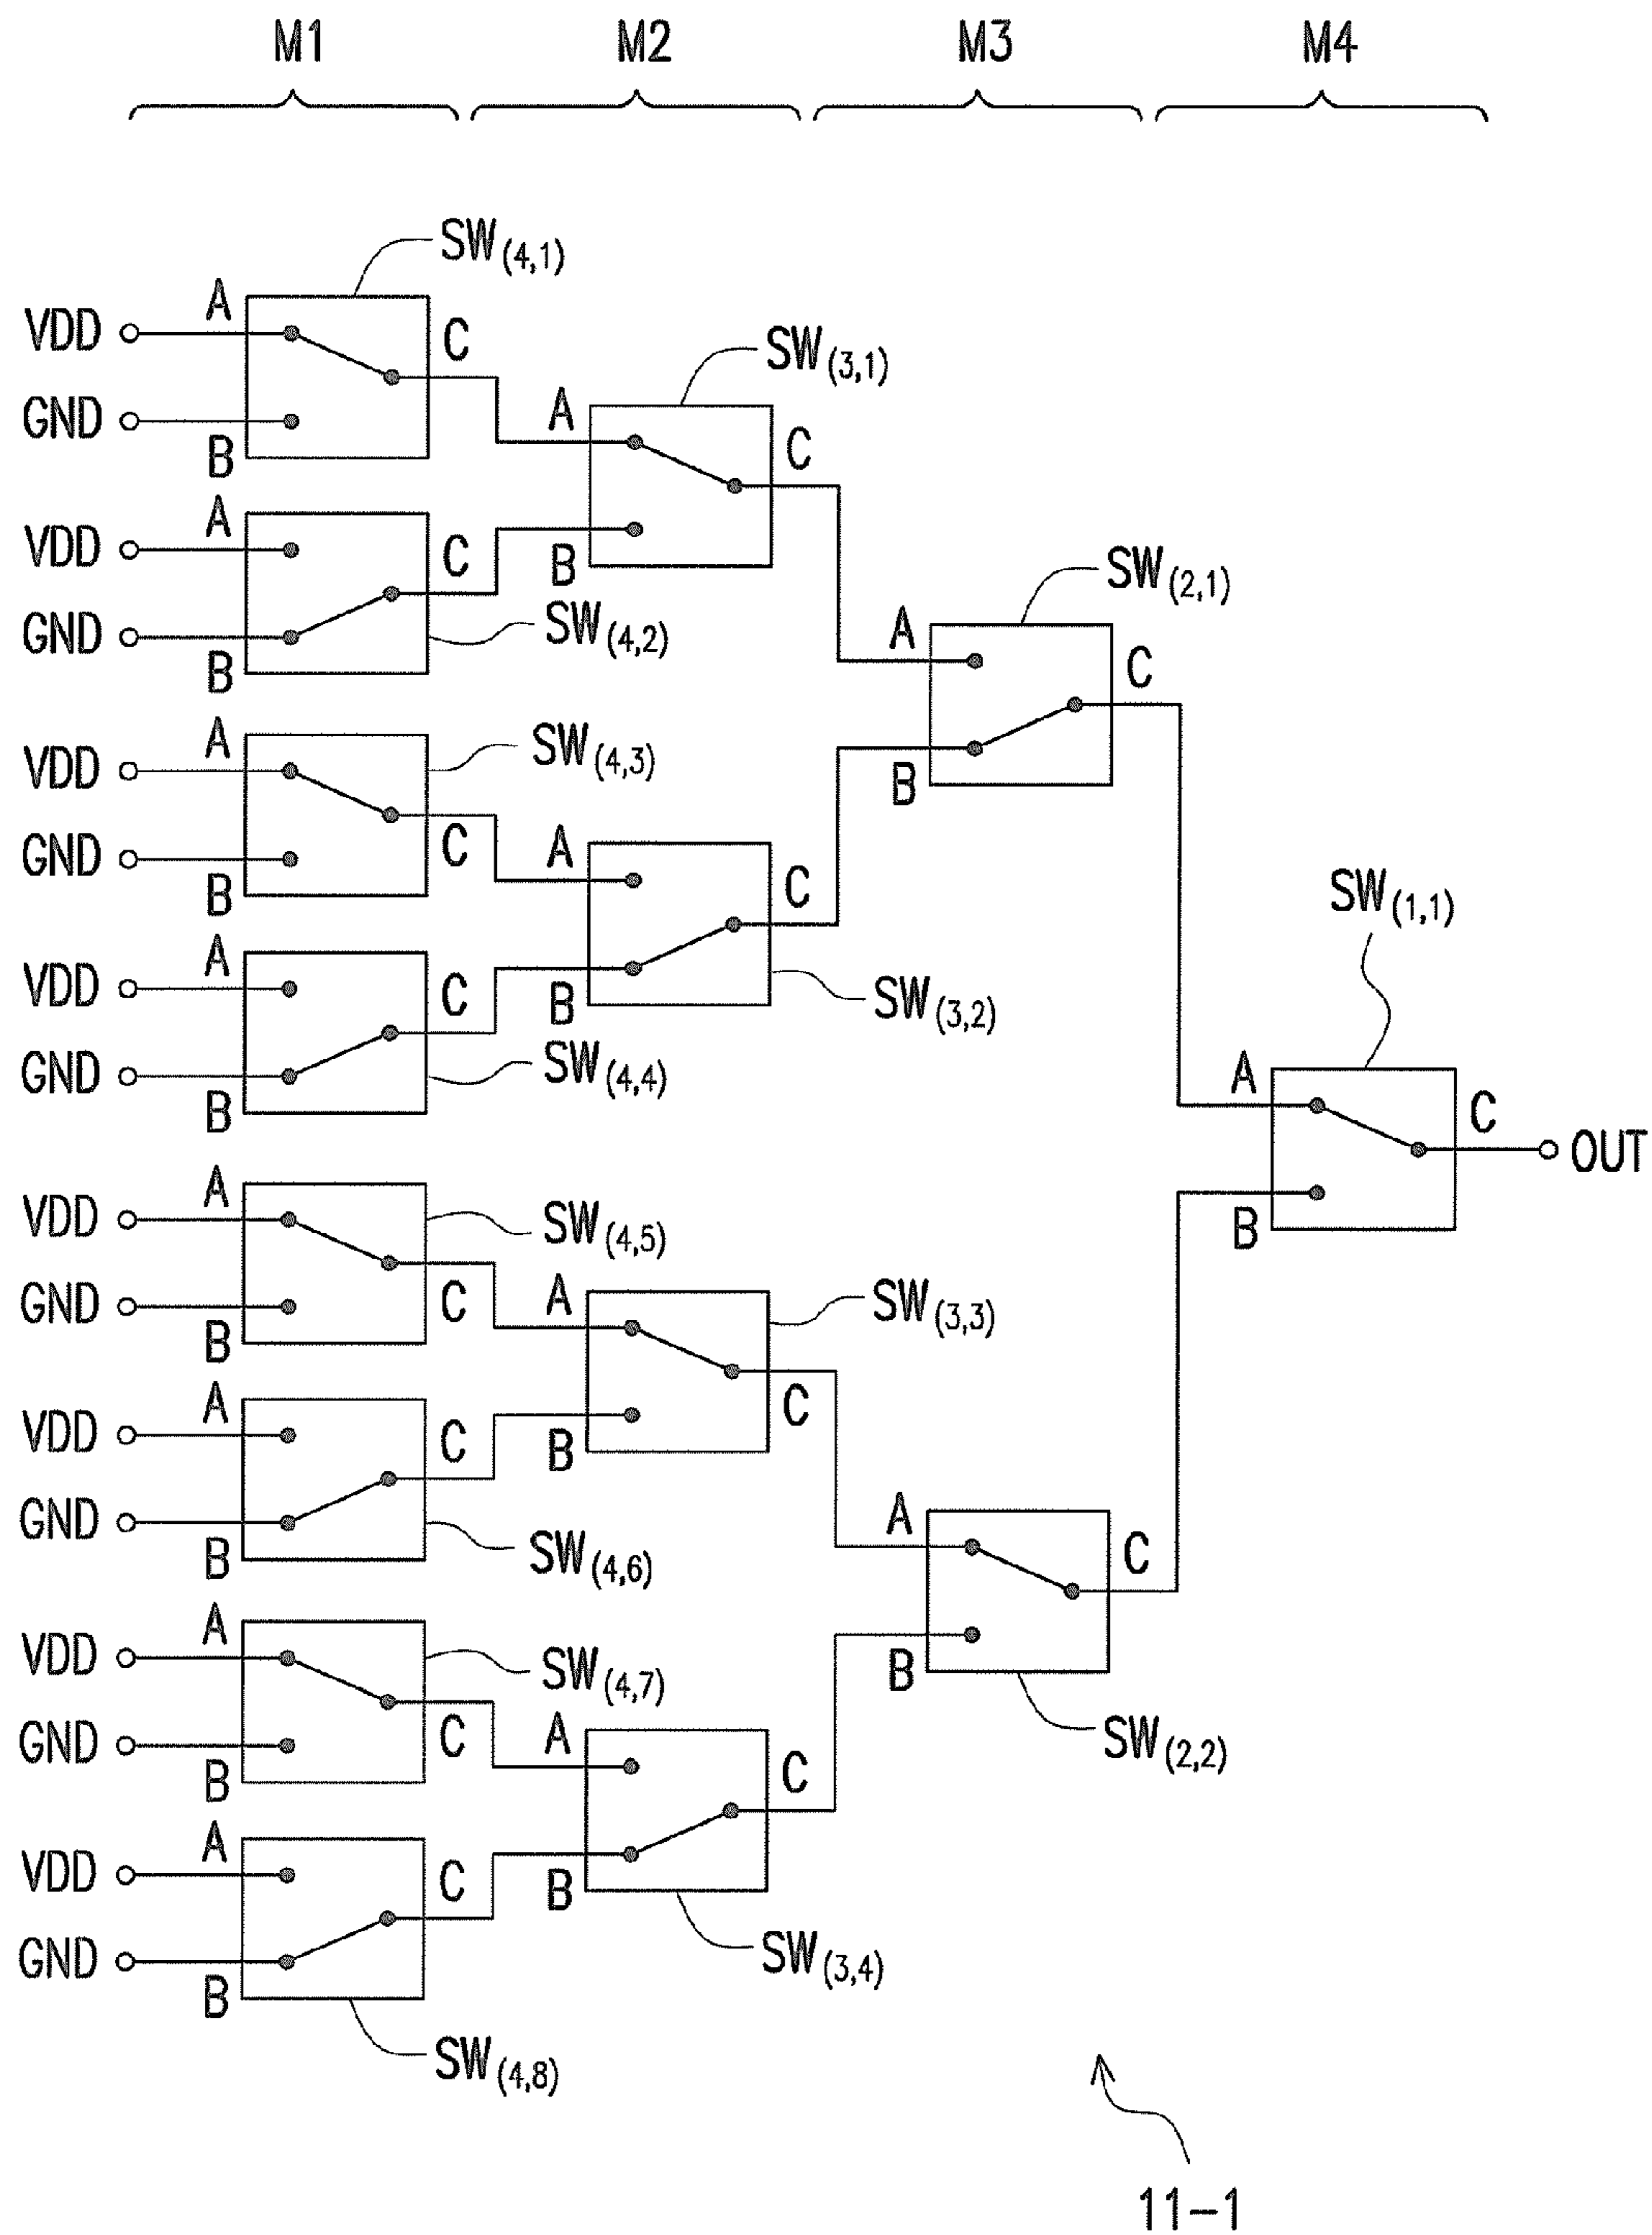 M1 M2 M3 M4
SW(4,1)
A
VDD
C
SW(3,1)
GND
B
A
C
A
VDD
C
B
SW(2,1)
GND
SW(4,2)
B
A
C
A
SW(4,3)
VDD
B
GND
C
A
B
C
SW(1,1)
A
VDD
C
B
SW(3,2)
GND
SW(4,4)
B
A
C
OUT
A
SW(4,5)
VDD
B
GND
C
A
SW(3,3)
B
C
A
VDD
C
B
A
GND
C
B
SW(4,6)
A
VDD
SW(4,7)
B
GND
C
A
SW(2,2)
B
C
A
VDD
C
B
GND
SW(3,4)
B
SW(4,8)
11-1